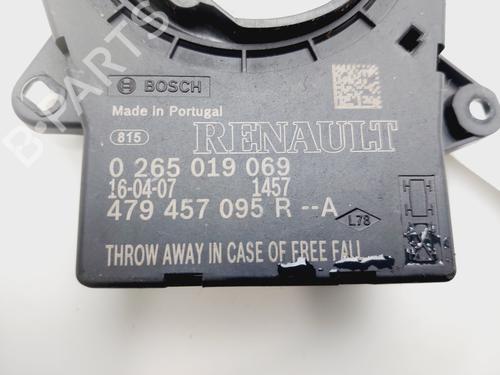 BOSCH
Made in Portugal
815
RENAULT
0 265 019 069
16-04-07 1457
479 457 095 R --A
L78
THROW AWAY IN CASE OF FREE FALL
B-PARTS